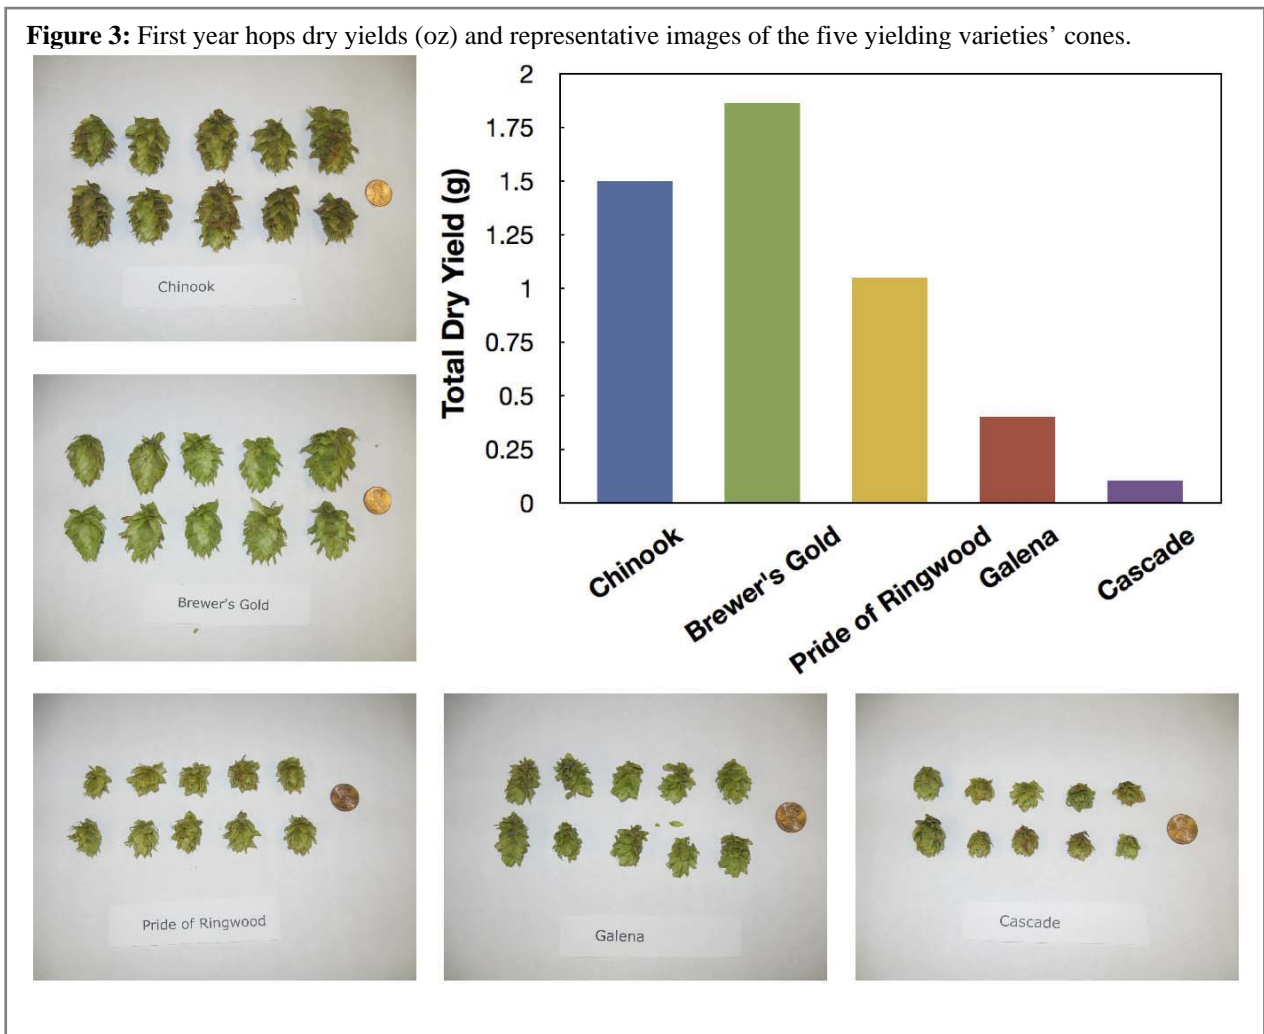 Figure 3: First year hops dry yields (oz) and representative images of the five yielding varieties’ cones.
Chinook
Brewer's Gold
Total Dry Yield (g)
2
1.75
1.5
1.25
1
0.75
0.5
0.25
0
Chinook
Brewer's Gold
Pride of Ringwood
Galena
Cascade
Pride of Ringwood
Galena
Cascade